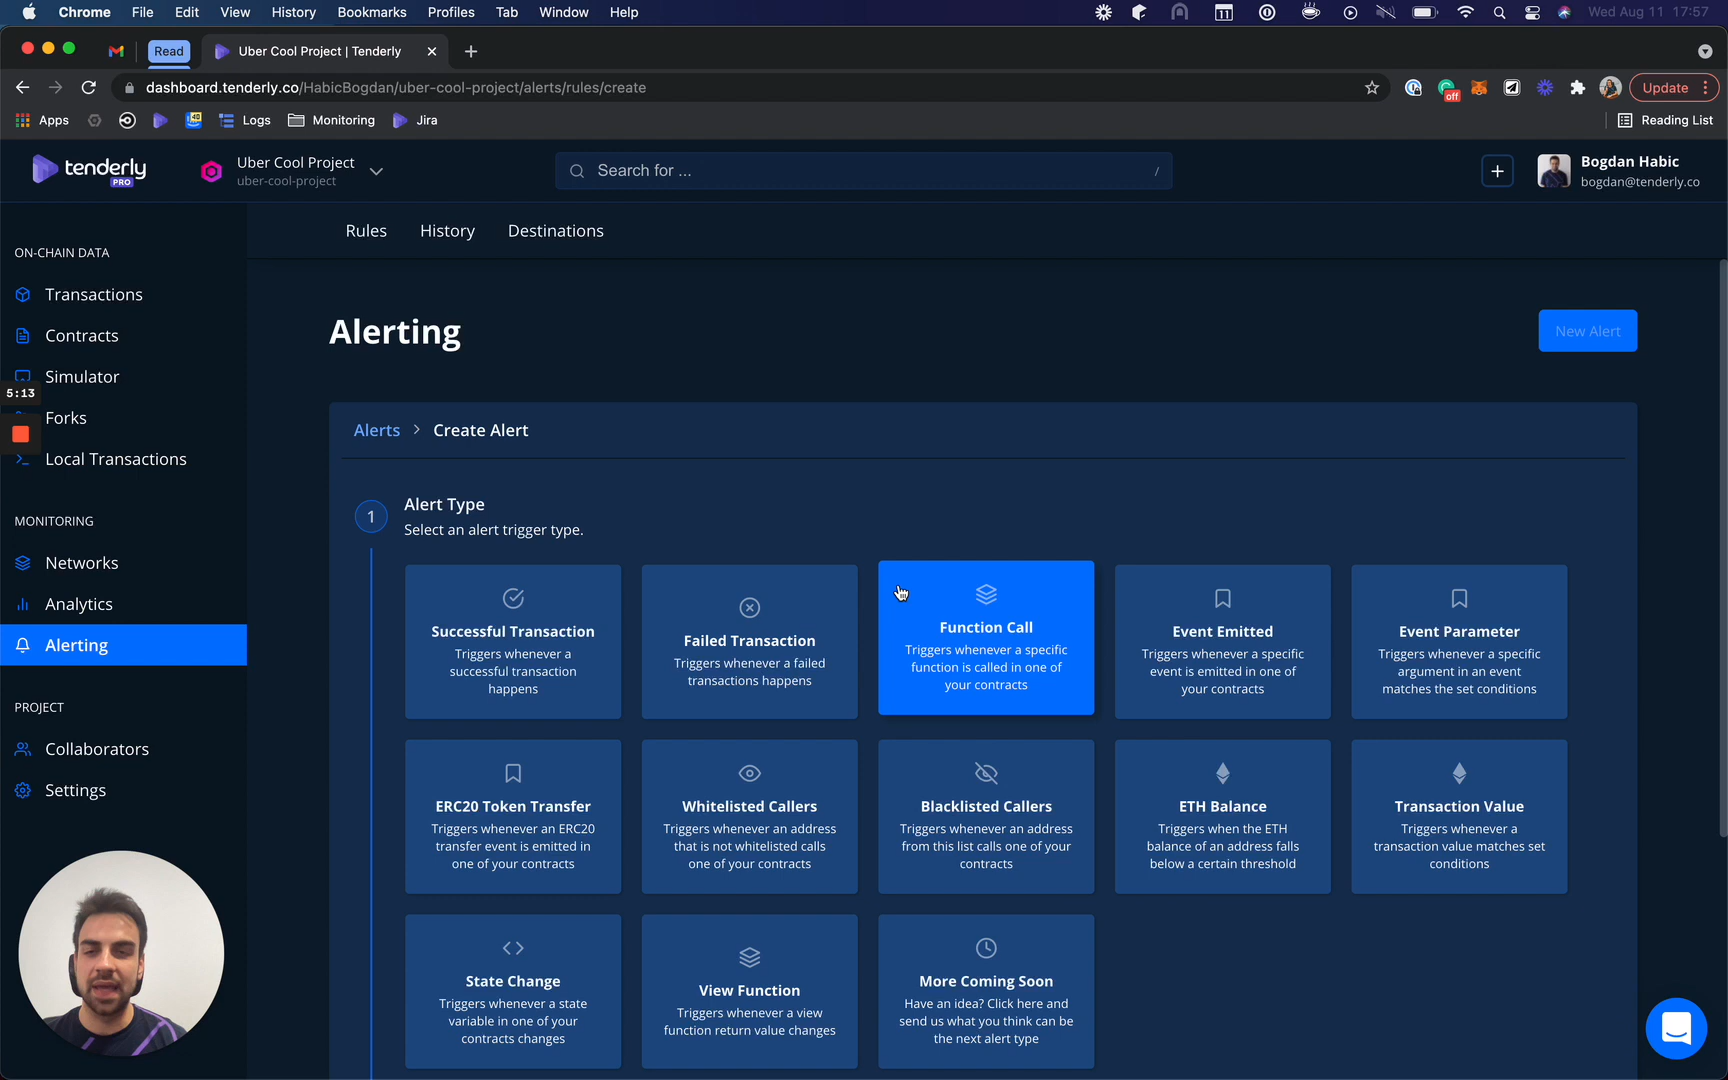 Chrome File Edit View History Bookmarks Profiles Tab Window Help
11
Wed Aug 11 17:57
Read
Uber Cool Project | Tenderly
dashboard.tenderly.co/HabicBogdan/uber-cool-project/alerts/rules/create
off
Update
Apps
Logs
Monitoring
Jira
Reading List
tenderly
PRO
Uber Cool Project
uber-cool-project
Search for ...
/
Bogdan Habic
bogdan@tenderly.co
Rules History Destinations
ON-CHAIN DATA
Transactions
Contracts
Simulator
5:13
Forks
Local Transactions
MONITORING
Networks
Analytics
Alerting
PROJECT
Collaborators
Settings
Alerting
New Alert
Alerts > Create Alert
1
Alert Type
Select an alert trigger type.
Successful Transaction
Triggers whenever a
successful transaction
happens
Failed Transaction
Triggers whenever a failed
transactions happens
Function Call
Triggers whenever a specific
function is called in one of
your contracts
Event Emitted
Triggers whenever a specific
event is emitted in one of
your contracts
Event Parameter
Triggers whenever a specific
argument in an event
matches the set conditions
ERC20 Token Transfer
Triggers whenever an ERC20
transfer event is emitted in
one of your contracts
Whitelisted Callers
Triggers whenever an address
that is not whitelisted calls
one of your contracts
Blacklisted Callers
Triggers whenever an address
from this list calls one of your
contracts
ETH Balance
Triggers when the ETH
balance of an address falls
below a certain threshold
Transaction Value
Triggers whenever a
transaction value matches set
conditions
State Change
Triggers whenever a state
variable in one of your
contracts changes
View Function
Triggers whenever a view
function return value changes
More Coming Soon
Have an idea? Click here and
send us what you think can be
the next alert type